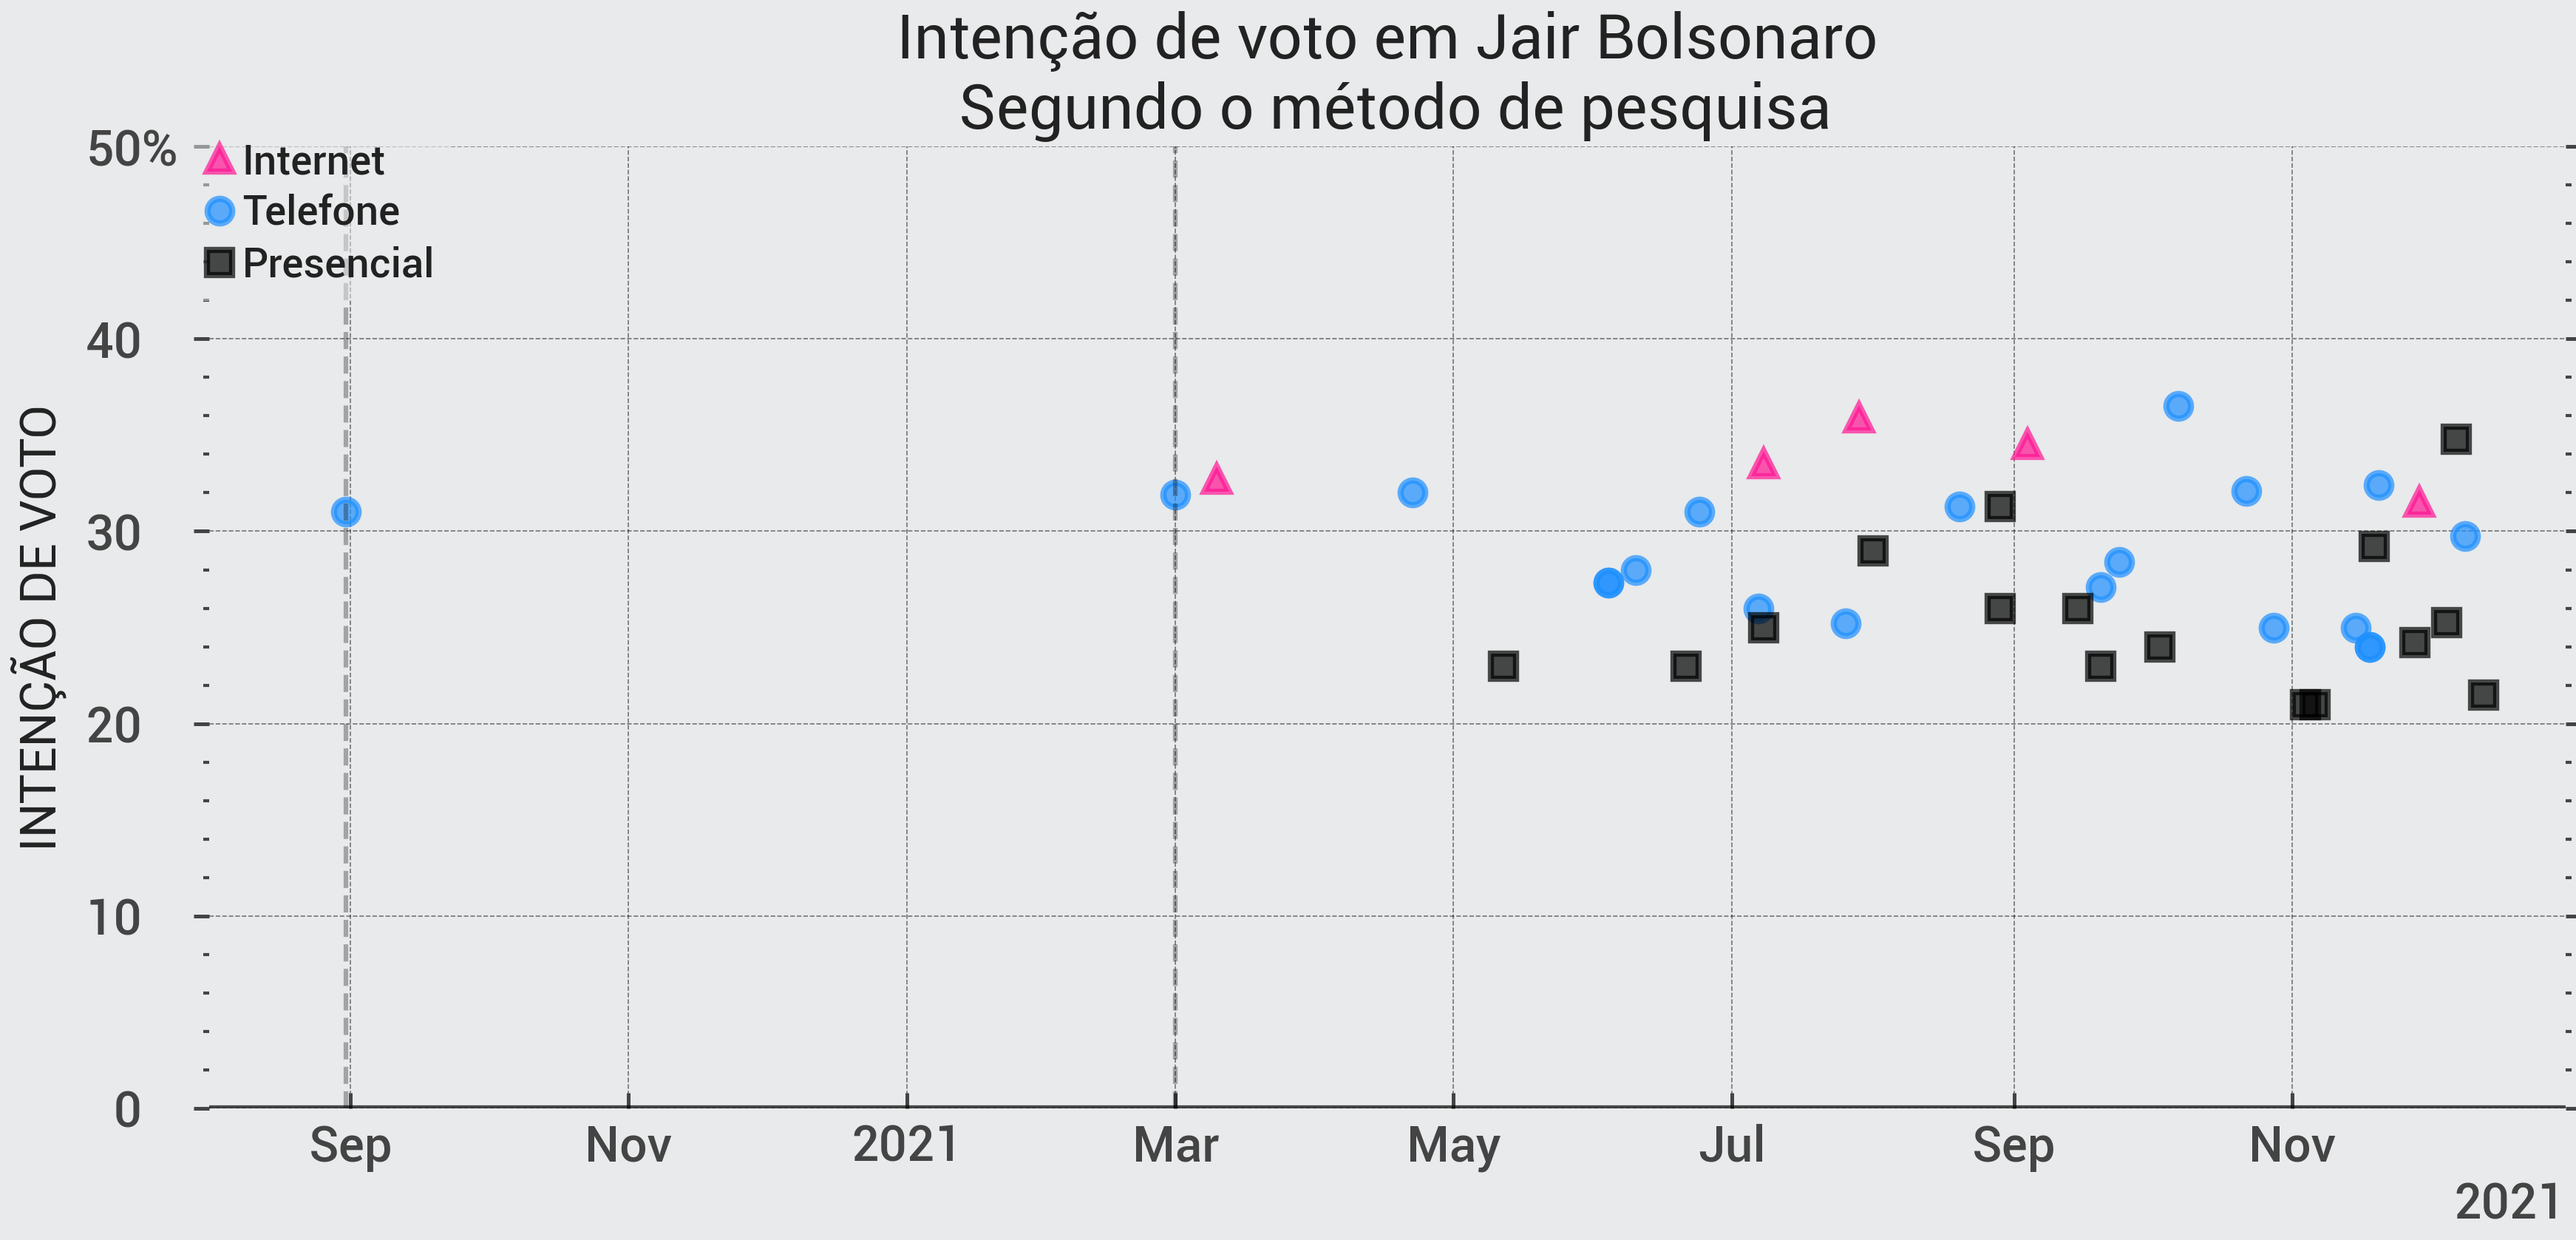 Intenção de voto em Jair Bolsonaro
Segundo o método de pesquisa
Internet
Telefone
Presencial
INTENÇÃO DE VOTO
50%
40
30
20
10
0
Sep Nov 2021 Mar May Jul Sep Nov
2021